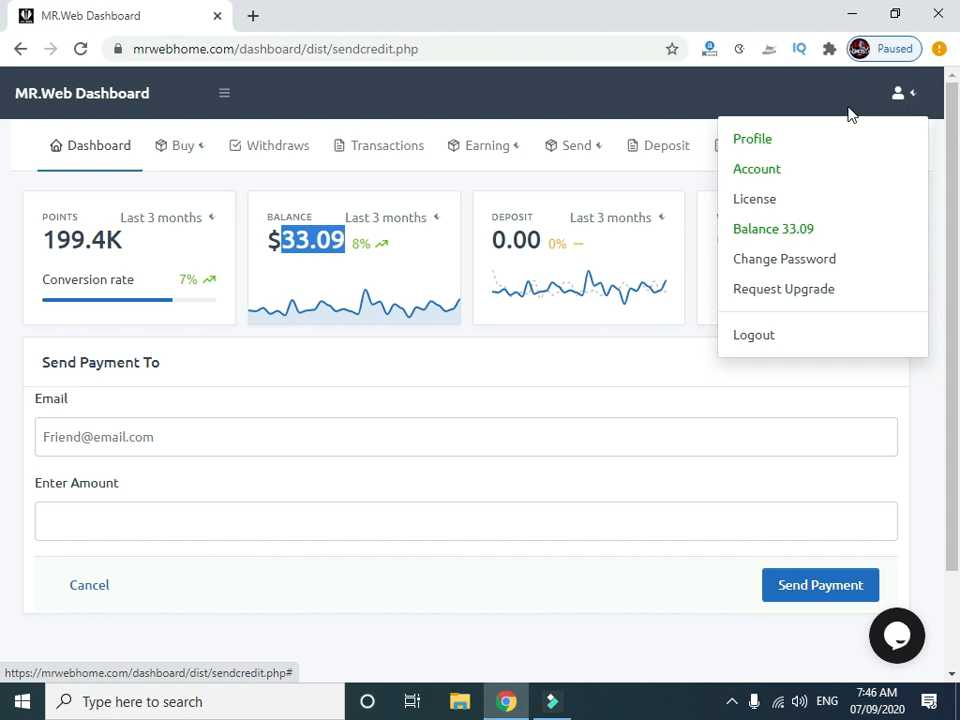 MR.Web Dashboard
mrwebhome.com/dashboard/dist/sendcredit.php
IQ
Paused
MR.Web Dashboard
Dashboard
Buy
Withdraws
Transactions
Earning
Send
Deposit
Profile
Account
License
Balance 33.09
Change Password
Request Upgrade
Logout
POINTS
Last 3 months
199.4K
Conversion rate
7%
BALANCE
Last 3 months
$33.09
8%
DEPOSIT
Last 3 months
0.00
0%
Send Payment To
Email
Friend@email.com
Enter Amount
Cancel
Send Payment
https://mrwebhome.com/dashboard/dist/sendcredit.php#
Type here to search
ENG
7:46 AM
07/09/2020